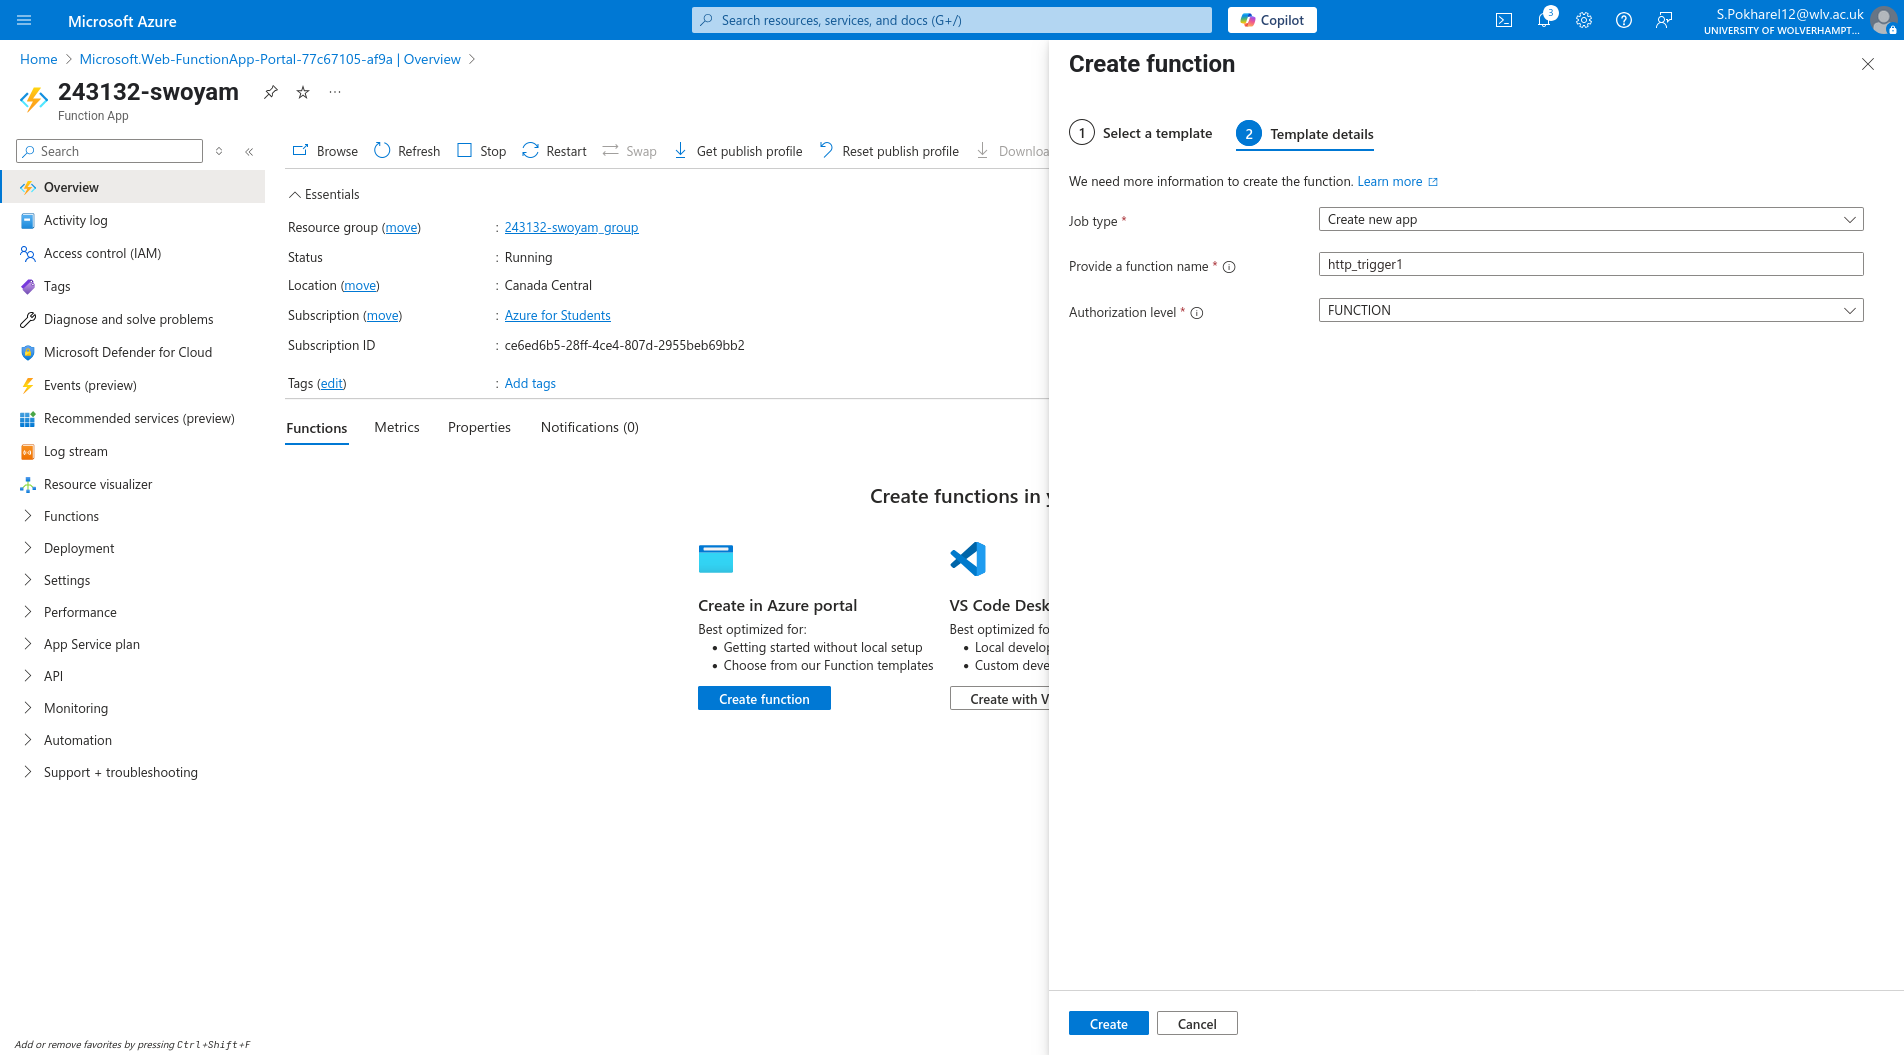 Microsoft Azure
Search resources, services, and docs (G+/)
Copilot
3
S.Pokharel12@wlv.ac.uk
UNIVERSITY OF WOLVERHAMPT...
Home > Microsoft.Web-FunctionApp-Portal-77c67105-af9a | Overview >
243132-swoyam
Function App
Search
Overview
Activity log
Access control (IAM)
Tags
Diagnose and solve problems
Microsoft Defender for Cloud
Events (preview)
Recommended services (preview)
Log stream
Resource visualizer
Functions
Deployment
Settings
Performance
App Service plan
API
Monitoring
Automation
Support + troubleshooting
Add or remove favorites by pressing Ctrl+Shift+F
Browse Refresh Stop Restart Swap Get publish profile Reset publish profile Downloa
Essentials
Resource group (move) : 243132-swoyam_group
Status : Running
Location (move) : Canada Central
Subscription (move) : Azure for Students
Subscription ID : ce6ed6b5-28ff-4ce4-807d-2955beb69bb2
Tags (edit) : Add tags
Functions Metrics Properties Notifications (0)
Create functions in y
Create in Azure portal
Best optimized for:
• Getting started without local setup
• Choose from our Function templates
Create function
VS Code Desk
Best optimized fo
• Local develop
• Custom deve
Create with V
Create function
1 Select a template 2 Template details
We need more information to create the function. Learn more
Job type * Create new app
Provide a function name * http_trigger1
Authorization level * FUNCTION
Create Cancel